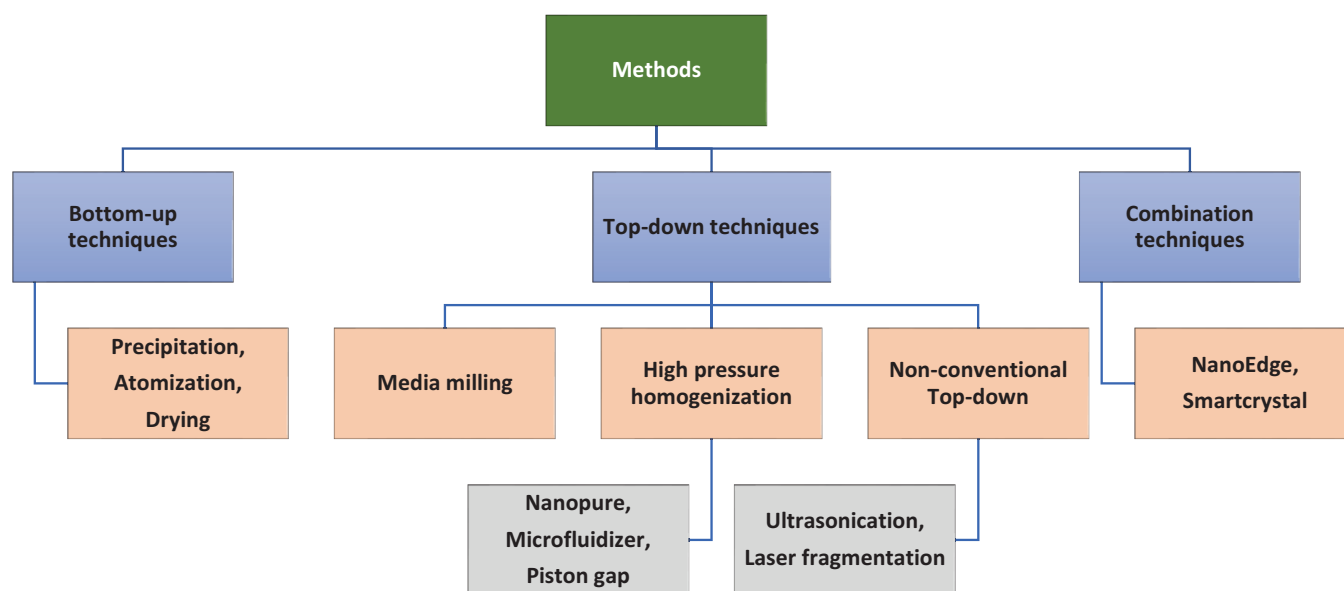 Methods
Bottom-up
techniques
Top-down techniques
Combination
techniques
Precipitation,
Atomization,
Drying
Media milling
High pressure
homogenization
Non-conventional
Top-down
NanoEdge,
Smartcrystal
Nanopure,
Microfluidizer,
Piston gap
Ultrasonication,
Laser fragmentation